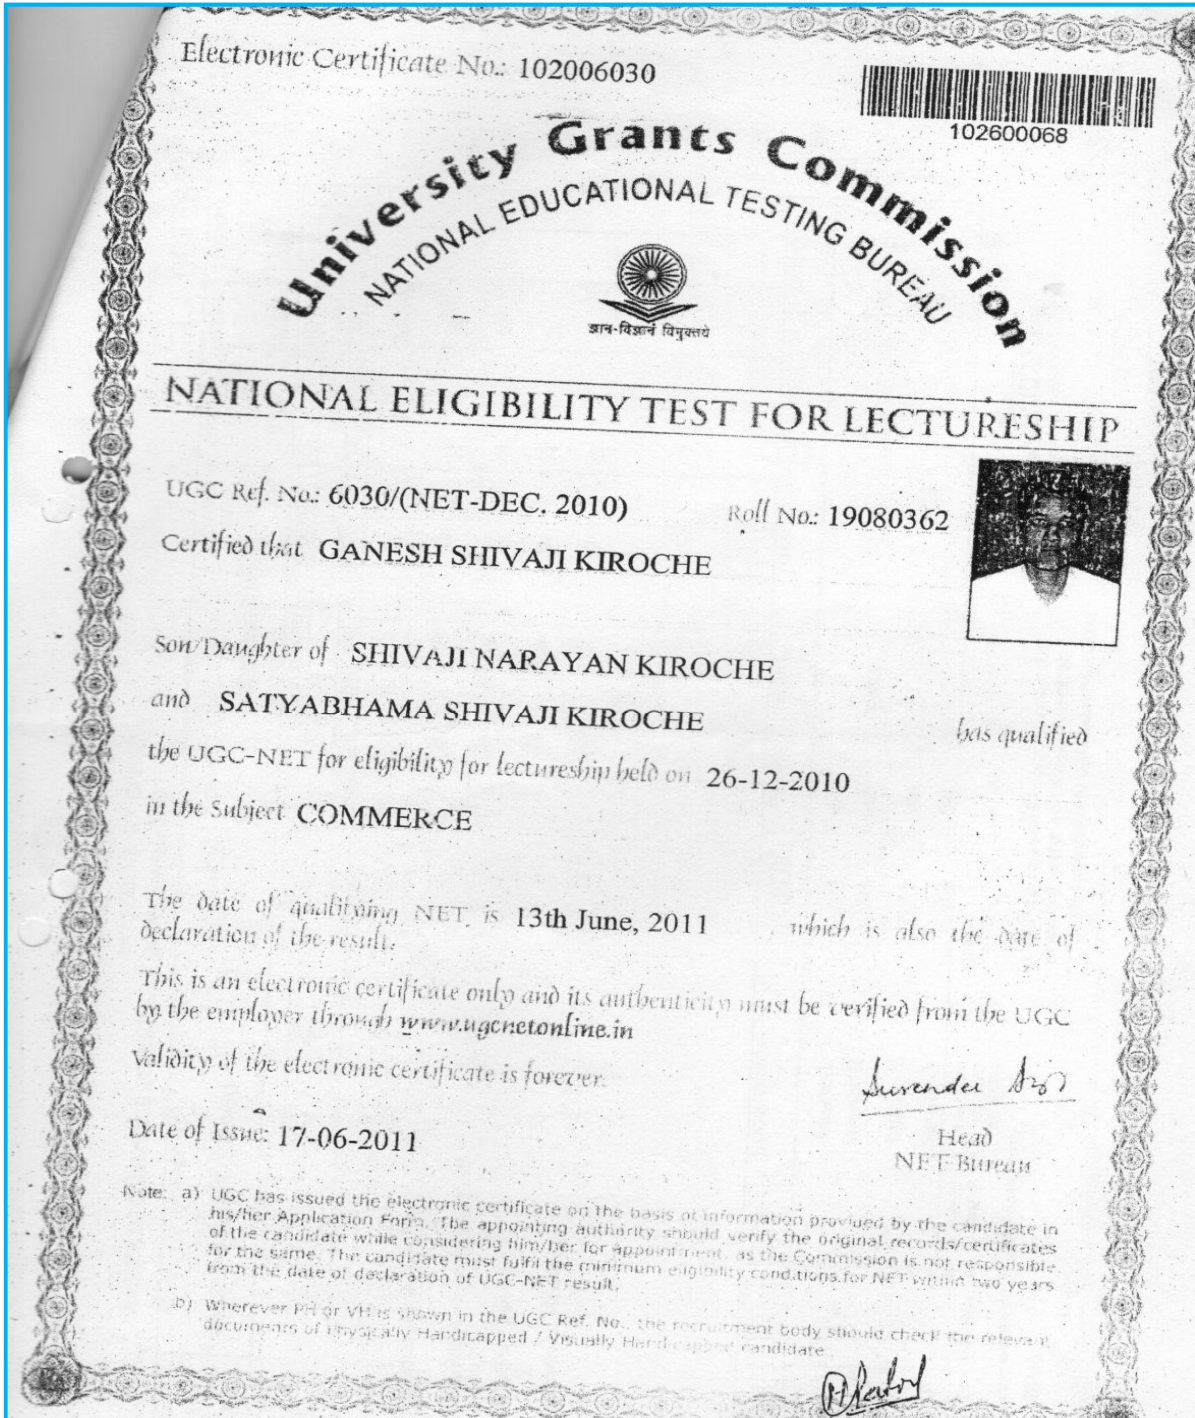 Electronic Certificate No.: 102006030
102600068
University Grants Commission
NATIONAL EDUCATIONAL TESTING BUREAU
ज्ञान-विज्ञानं विमुक्तये
NATIONAL ELIGIBILITY TEST FOR LECTURESHIP
UGC Ref. No.: 6030/(NET-DEC. 2010) Roll No.: 19080362
Certified that GANESH SHIVAJI KIROCHE
Son/Daughter of SHIVAJI NARAYAN KIROCHE
and SATYABHAMA SHIVAJI KIROCHE has qualified
the UGC-NET for eligibility for lectureship held on 26-12-2010
in the Subject COMMERCE
The date of qualifying NET is 13th June, 2011 , which is also the date of
declaration of the result.
This is an electronic certificate only and its authenticity must be verified from the UGC
by the employer through www.ugcnetonline.in
Validity of the electronic certificate is forever.
Surender
Date of Issue: 17-06-2011
Head
NET Bureau
Note: a) UGC has issued the electronic certificate on the basis of information provided by the candidate in
his/her Application Form. The appointing authority should verify the original records/certificates
of the candidate while considering him/her for appointment, as the Commission is not responsible
for the same. The candidate must fulfil the minimum eligibility conditions for NET within two years
from the date of declaration of UGC-NET result.
b) Wherever PH or VH is shown in the UGC Ref. No., the recruitment body should check the relevant
documents of Physically Handicapped / Visually Handicapped candidate